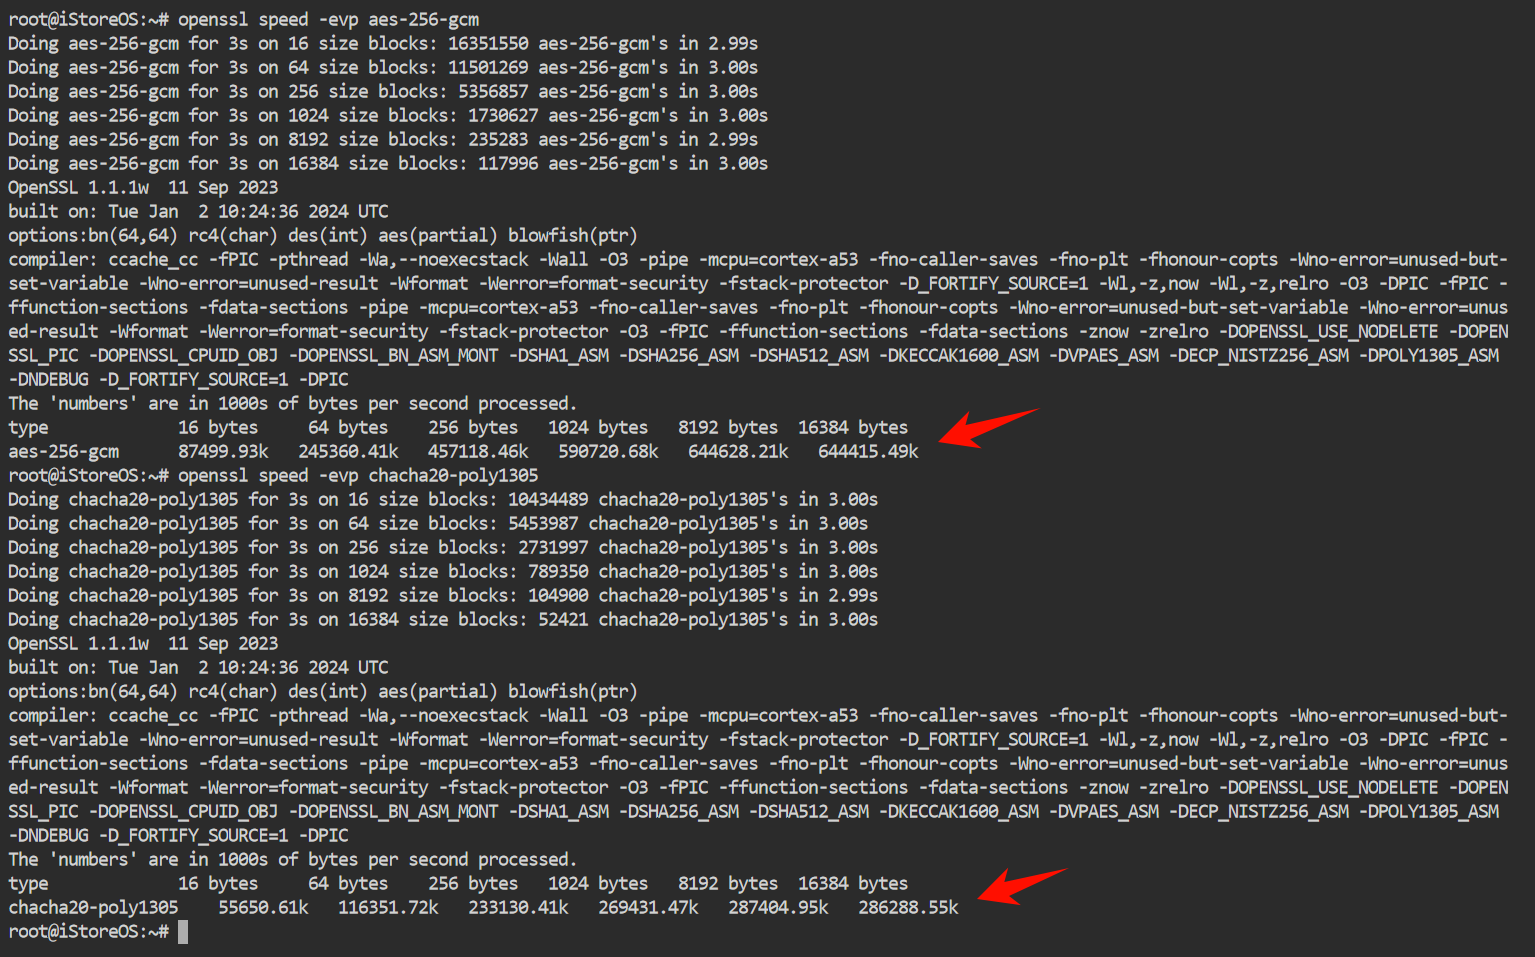 root@iStoreOS:~# openssl speed -evp aes-256-gcm
Doing aes-256-gcm for 3s on 16 size blocks: 16351550 aes-256-gcm's in 2.99s
Doing aes-256-gcm for 3s on 64 size blocks: 11501269 aes-256-gcm's in 3.00s
Doing aes-256-gcm for 3s on 256 size blocks: 5356857 aes-256-gcm's in 3.00s
Doing aes-256-gcm for 3s on 1024 size blocks: 1730627 aes-256-gcm's in 3.00s
Doing aes-256-gcm for 3s on 8192 size blocks: 235283 aes-256-gcm's in 2.99s
Doing aes-256-gcm for 3s on 16384 size blocks: 117996 aes-256-gcm's in 3.00s
OpenSSL 1.1.1w  11 Sep 2023
built on: Tue Jan  2 10:24:36 2024 UTC
options:bn(64,64) rc4(char) des(int) aes(partial) blowfish(ptr)
compiler: ccache_cc -fPIC -pthread -Wa,--noexecstack -Wall -O3 -pipe -mcpu=cortex-a53 -fno-caller-saves -fno-plt -fhonour-copts -Wno-error=unused-but-
set-variable -Wno-error=unused-result -Wformat -Werror=format-security -fstack-protector -D_FORTIFY_SOURCE=1 -Wl,-z,now -Wl,-z,relro -O3 -DPIC -fPIC -
ffunction-sections -fdata-sections -pipe -mcpu=cortex-a53 -fno-caller-saves -fno-plt -fhonour-copts -Wno-error=unused-but-set-variable -Wno-error=unus
ed-result -Wformat -Werror=format-security -fstack-protector -O3 -fPIC -ffunction-sections -fdata-sections -znow -zrelro -DOPENSSL_USE_NODELETE -DOPEN
SSL_PIC -DOPENSSL_CPUID_OBJ -DOPENSSL_BN_ASM_MONT -DSHA1_ASM -DSHA256_ASM -DSHA512_ASM -DKECCAK1600_ASM -DVPAES_ASM -DECP_NISTZ256_ASM -DPOLY1305_ASM
-DNDEBUG -D_FORTIFY_SOURCE=1 -DPIC
The 'numbers' are in 1000s of bytes per second processed.
type             16 bytes     64 bytes    256 bytes   1024 bytes   8192 bytes  16384 bytes
aes-256-gcm      87499.93k   245360.41k   457118.46k   590720.68k   644628.21k   644415.49k
root@iStoreOS:~# openssl speed -evp chacha20-poly1305
Doing chacha20-poly1305 for 3s on 16 size blocks: 10434489 chacha20-poly1305's in 3.00s
Doing chacha20-poly1305 for 3s on 64 size blocks: 5453987 chacha20-poly1305's in 3.00s
Doing chacha20-poly1305 for 3s on 256 size blocks: 2731997 chacha20-poly1305's in 3.00s
Doing chacha20-poly1305 for 3s on 1024 size blocks: 789350 chacha20-poly1305's in 3.00s
Doing chacha20-poly1305 for 3s on 8192 size blocks: 104900 chacha20-poly1305's in 2.99s
Doing chacha20-poly1305 for 3s on 16384 size blocks: 52421 chacha20-poly1305's in 3.00s
OpenSSL 1.1.1w  11 Sep 2023
built on: Tue Jan  2 10:24:36 2024 UTC
options:bn(64,64) rc4(char) des(int) aes(partial) blowfish(ptr)
compiler: ccache_cc -fPIC -pthread -Wa,--noexecstack -Wall -O3 -pipe -mcpu=cortex-a53 -fno-caller-saves -fno-plt -fhonour-copts -Wno-error=unused-but-
set-variable -Wno-error=unused-result -Wformat -Werror=format-security -fstack-protector -D_FORTIFY_SOURCE=1 -Wl,-z,now -Wl,-z,relro -O3 -DPIC -fPIC -
ffunction-sections -fdata-sections -pipe -mcpu=cortex-a53 -fno-caller-saves -fno-plt -fhonour-copts -Wno-error=unused-but-set-variable -Wno-error=unus
ed-result -Wformat -Werror=format-security -fstack-protector -O3 -fPIC -ffunction-sections -fdata-sections -znow -zrelro -DOPENSSL_USE_NODELETE -DOPEN
SSL_PIC -DOPENSSL_CPUID_OBJ -DOPENSSL_BN_ASM_MONT -DSHA1_ASM -DSHA256_ASM -DSHA512_ASM -DKECCAK1600_ASM -DVPAES_ASM -DECP_NISTZ256_ASM -DPOLY1305_ASM
-DNDEBUG -D_FORTIFY_SOURCE=1 -DPIC
The 'numbers' are in 1000s of bytes per second processed.
type             16 bytes     64 bytes    256 bytes   1024 bytes   8192 bytes  16384 bytes
chacha20-poly1305    55650.61k   116351.72k   233130.41k   269431.47k   287404.95k   286288.55k
root@iStoreOS:~#